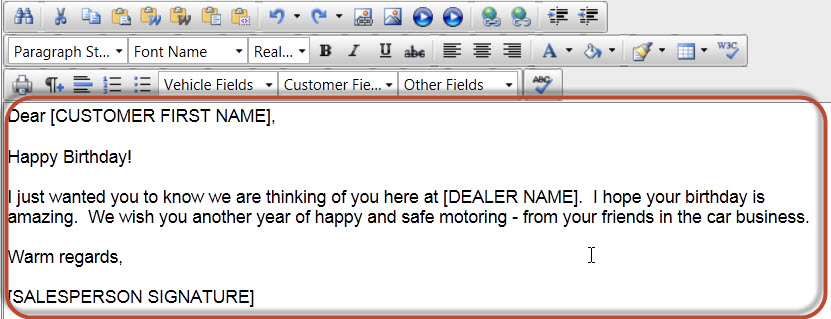 Paragraph St... Font Name Real... B I U abc A W3C
Vehicle Fields Customer Fie... Other Fields ABC
Dear [CUSTOMER FIRST NAME],
Happy Birthday!
I just wanted you to know we are thinking of you here at [DEALER NAME].  I hope your birthday is
amazing.  We wish you another year of happy and safe motoring - from your friends in the car business.
Warm regards,
[SALESPERSON SIGNATURE]